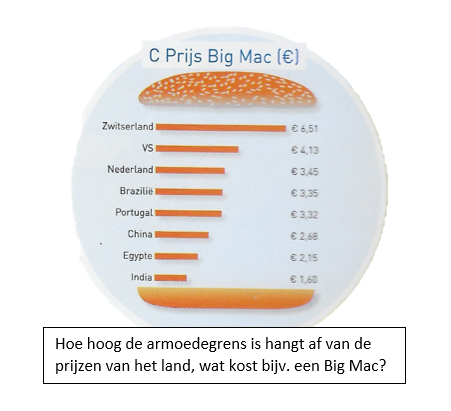 C Prijs Big Mac (€)
Zwitserland € 6,51
VS € 4,13
Nederland € 3,45
Brazilië € 3,35
Portugal € 3,32
China € 2,68
Egypte € 2,15
India € 1,60
Hoe hoog de armoedegrens is hangt af van de
prijzen van het land, wat kost bijv. een Big Mac?